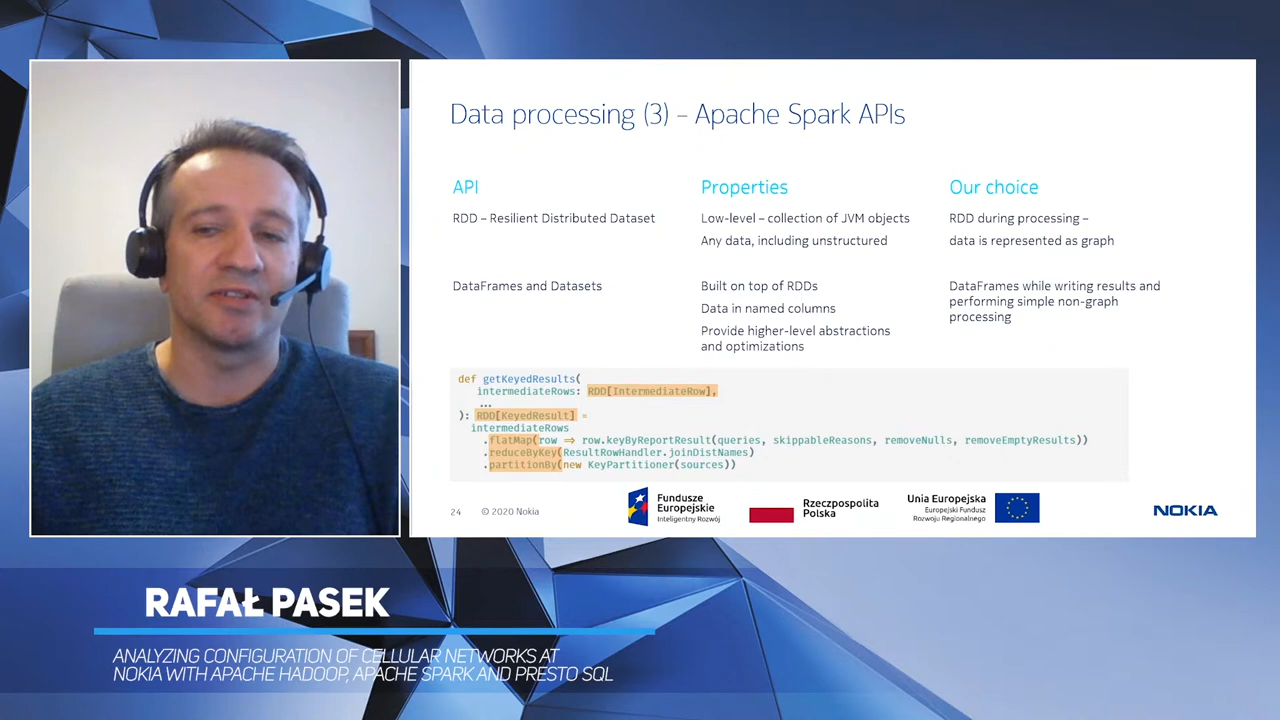 Data processing (3) – Apache Spark APIs
API
Properties
Our choice
RDD – Resilient Distributed Dataset
Low-level – collection of JVM objects
Any data, including unstructured
RDD during processing –
data is represented as graph
DataFrames and Datasets
Built on top of RDDs
Data in named columns
Provide higher-level abstractions
and optimizations
DataFrames while writing results and
performing simple non-graph
processing
def getKeyedResults(
intermediateRows: RDD[IntermediateRow],
...
): RDD[KeyedResult] =
intermediateRows
.flatMap(row => row.keyByReportResult(queries, skippableReasons, removeNulls, removeEmptyResults))
.reduceByKey(ResultRowHandler.joinDistNames)
.partitionBy(new KeyPartitioner(sources))
24 © 2020 Nokia
Fundusze
Europejskie
Inteligentny Rozwój
Rzeczpospolita
Polska
Unia Europejska
Europejski Fundusz
Rozwoju Regionalnego
NOKIA
RAFAŁ PASEK
ANALYZING CONFIGURATION OF CELLULAR NETWORKS AT
NOKIA WITH APACHE HADOOP, APACHE SPARK AND PRESTO SQL